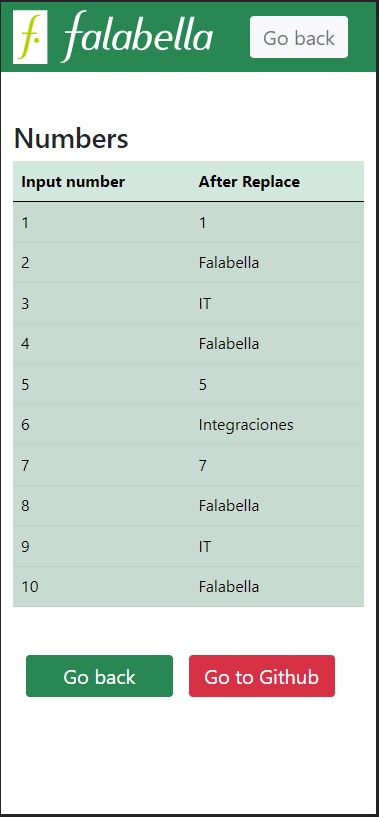 f. falabella Go back
Numbers
Input number After Replace
1 1
2 Falabella
3 IT
4 Falabella
5 5
6 Integraciones
7 7
8 Falabella
9 IT
10 Falabella
Go back Go to Github